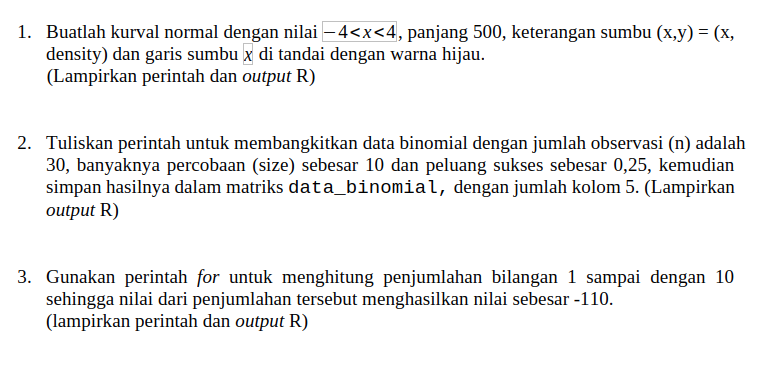 1. Buatlah kurval normal dengan nilai −4<x<4, panjang 500, keterangan sumbu (x,y) = (x,
density) dan garis sumbu x di tandai dengan warna hijau.
(Lampirkan perintah dan output R)
2. Tuliskan perintah untuk membangkitkan data binomial dengan jumlah observasi (n) adalah
30, banyaknya percobaan (size) sebesar 10 dan peluang sukses sebesar 0,25, kemudian
simpan hasilnya dalam matriks data_binomial, dengan jumlah kolom 5. (Lampirkan
output R)
3. Gunakan perintah for untuk menghitung penjumlahan bilangan 1 sampai dengan 10
sehingga nilai dari penjumlahan tersebut menghasilkan nilai sebesar -110.
(lampirkan perintah dan output R)